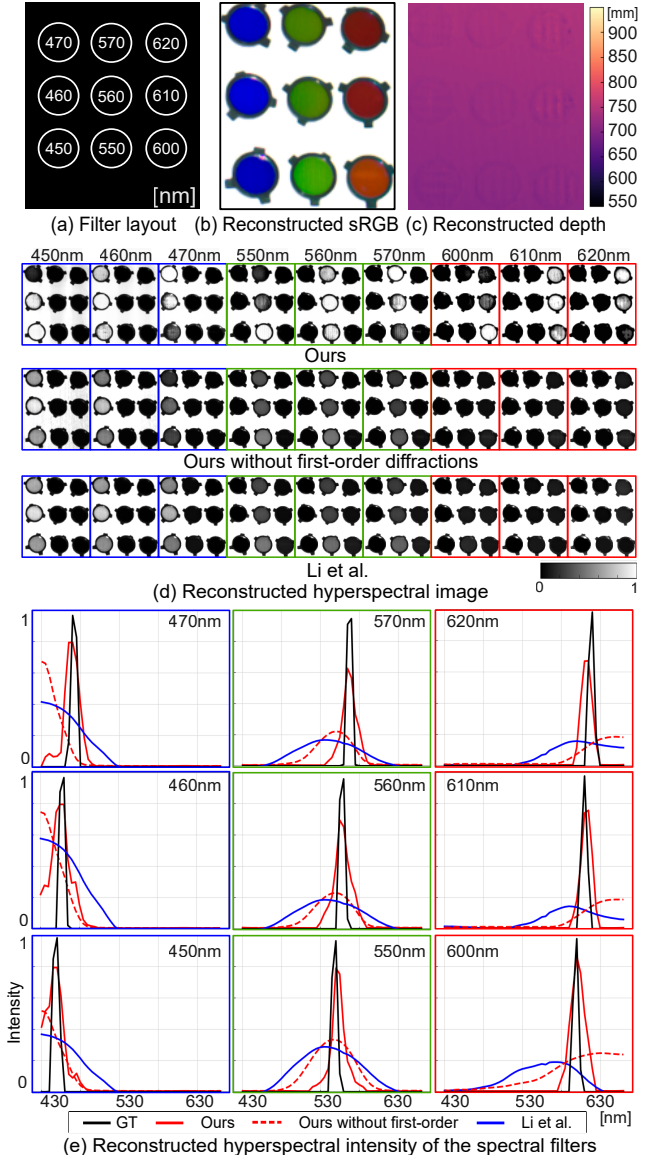 470 570 620
460 560 610
450 550 600
[nm]
[mm]
900
850
800
750
700
650
600
550
(a) Filter layout
(b) Reconstructed sRGB
(c) Reconstructed depth
450nm 460nm 470nm 550nm 560nm 570nm 600nm 610nm 620nm
Ours
Ours without first-order diffractions
Li et al.
0 1
(d) Reconstructed hyperspectral image
1
470nm
570nm
620nm
0
1
460nm
560nm
610nm
0
1
450nm
550nm
600nm
Intensity
0
430 530 630 430 530 630 430 530 630 [nm]
GT Ours Ours without first-order Li et al.
(e) Reconstructed hyperspectral intensity of the spectral filters